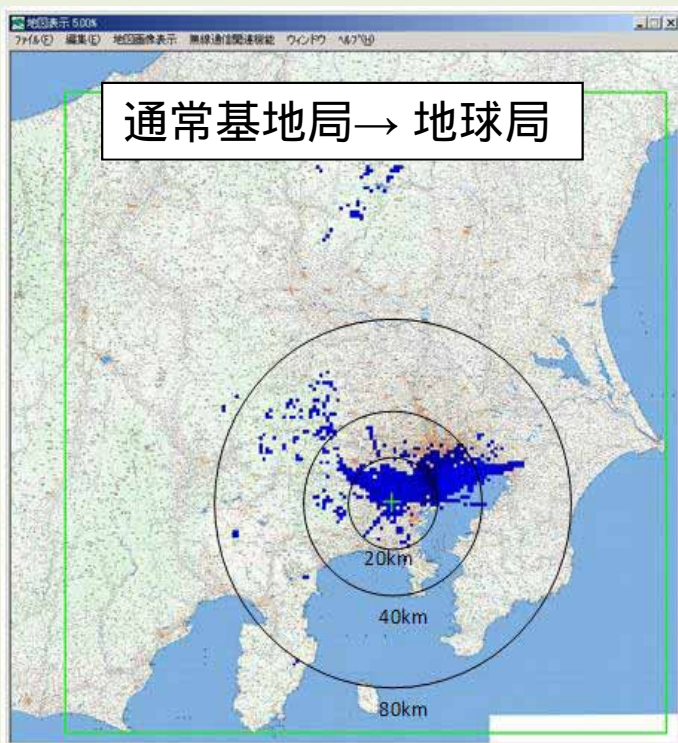 地図表示 5.00%
ファイル(F) 編集(E) 地図画像表示 無線通信関連機能 ウィンドウ ヘルプ(H)
通常基地局→ 地球局
20km
40km
80km